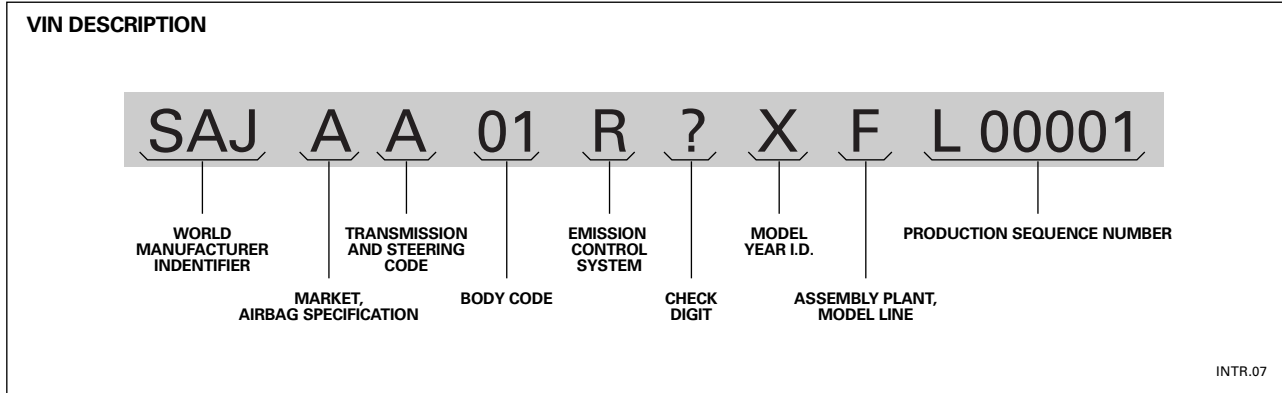 VIN DESCRIPTION
SAJ A A 01 R ? X F L 00001
WORLD
MANUFACTURER
INDENTIFIER
TRANSMISSION
AND STEERING
CODE
EMISSION
CONTROL
SYSTEM
MODEL
YEAR I.D.
PRODUCTION SEQUENCE NUMBER
MARKET,
AIRBAG SPECIFICATION
BODY CODE
CHECK
DIGIT
ASSEMBLY PLANT,
MODEL LINE
INTR.07